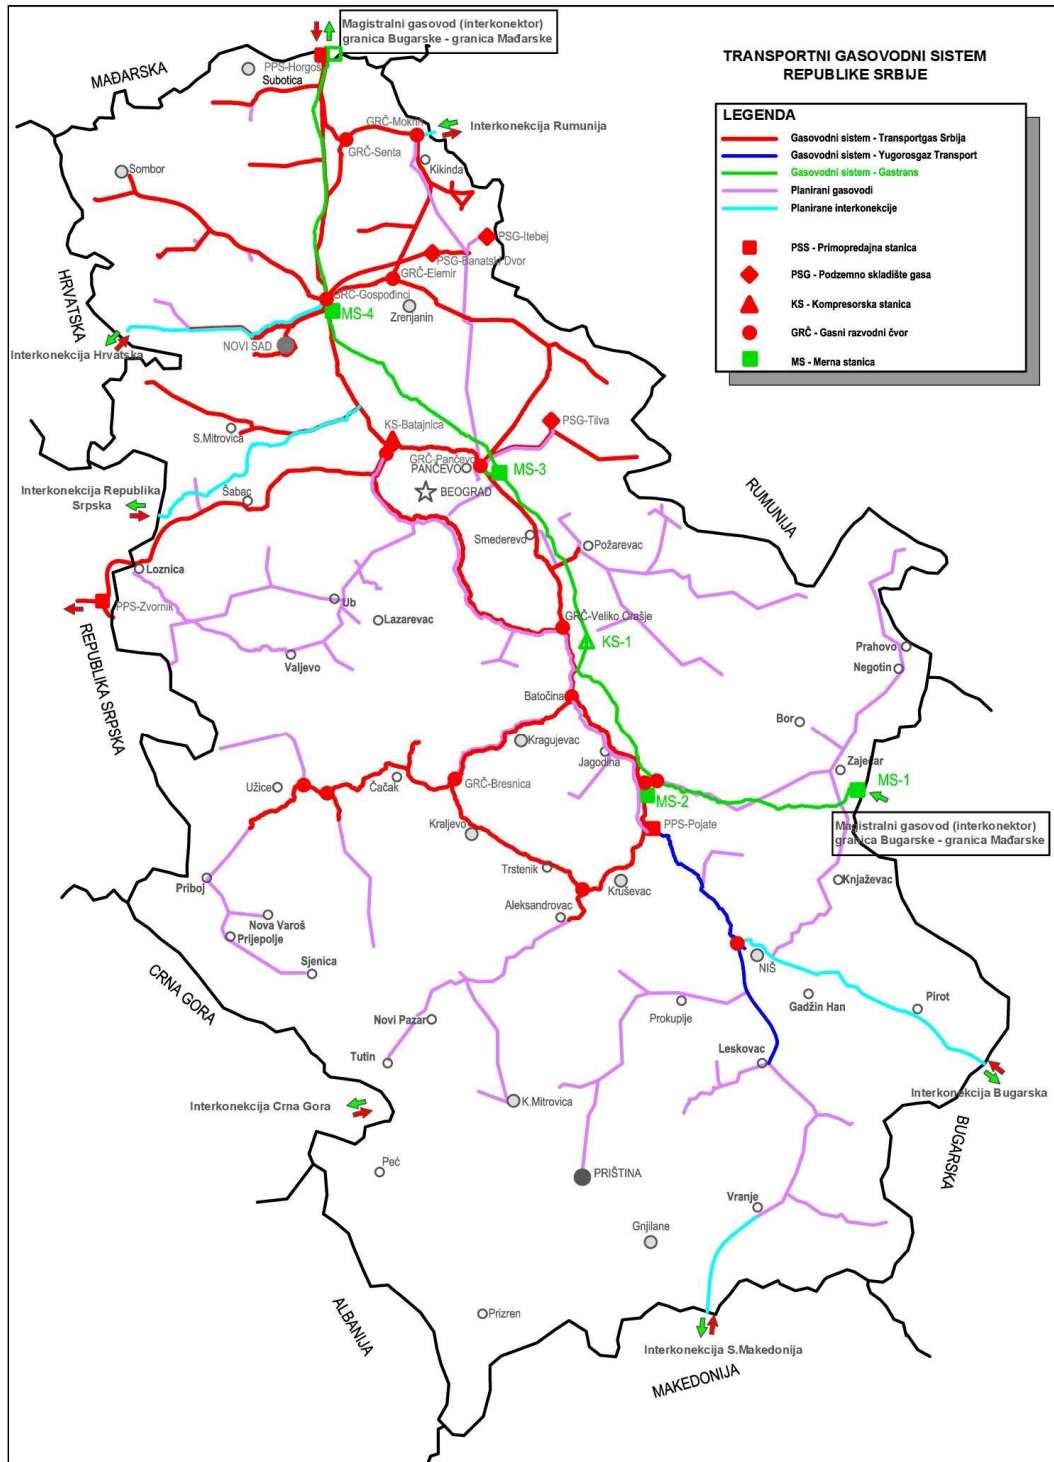 Magistralni gasovod (interkonektor)
granica Bugarske - granica Mađarske
TRANSPORTNI GASOVODNI SISTEM
REPUBLIKE SRBIJE
LEGENDA
Gasovodni sistem - Transportgas Srbija
Gasovodni sistem - Yugorosgaz Transport
Gasovodni sistem - Gastrans
Planirani gasovodi
Planirane interkonekcije
PSS - Primopredajna stanica
PSG - Podzemno skladište gasa
KS - Kompresorska stanica
GRČ - Gasni razvodni čvor
MS - Merna stanica
MAĐARSKA
PPS-Horgoš
Subotica
GRČ-Mokrin
Interkonekcija Rumunija
GRČ-Senta
Kikinda
Sombor
PSG-Itebej
PSG-Banatski Dvor
GRČ-Elemir
HRVATSKA
GRČ-Gospođinci
MS-4
Zrenjanin
Interkonekcija Hrvatska
NOVI SAD
S.Mitrovica
KS-Batajnica
PSG-Tilva
GRČ-Pančevo
PANČEVO
MS-3
BEOGRAD
Interkonekcija Republika
Srpska
Šabac
RUMUNIJA
Smederevo
Požarevac
Loznica
PPS-Zvornik
Ub
Lazarevac
GRČ-Veliko Orašje
KS-1
REPUBLIKA SRPSKA
Valjevo
Prahovo
Negotin
Batočina
Bor
Kragujevac
Jagodina
Zaječar
MS-1
Užice
Čačak
GRČ-Bresnica
MS-2
PPS-Pojate
Magistralni gasovod (interkonektor)
granica Bugarske - granica Mađarske
Kraljevo
Trstenik
Kruševac
Knjaževac
Priboj
Aleksandrovac
Nova Varoš
Prijepolje
Sjenica
NIŠ
CRNA GORA
Gadžin Han
Pirot
Prokuplje
Novi Pazar
Tutin
Leskovac
Interkonekcija Crna Gora
K.Mitrovica
Interkonekcija Bugarska
BUGARSKA
Peć
PRIŠTINA
Vranje
Gnjilane
ALBANIJA
Prizren
Interkonekcija S.Makedonija
MAKEDONIJA